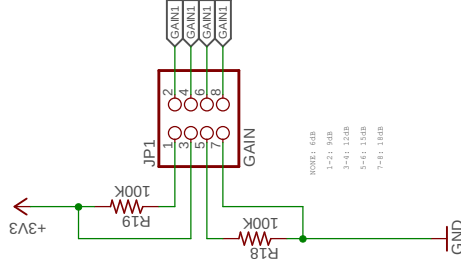 GAIN1
GAIN1
GAIN1
GAIN1
2
4
6
8
1
3
5
7
JP1
GAIN
NONE: 6dB
1-2: 9dB
3-4: 12dB
5-6: 15dB
7-8: 18dB
100K
R19
+3V3
100K
R18
GND